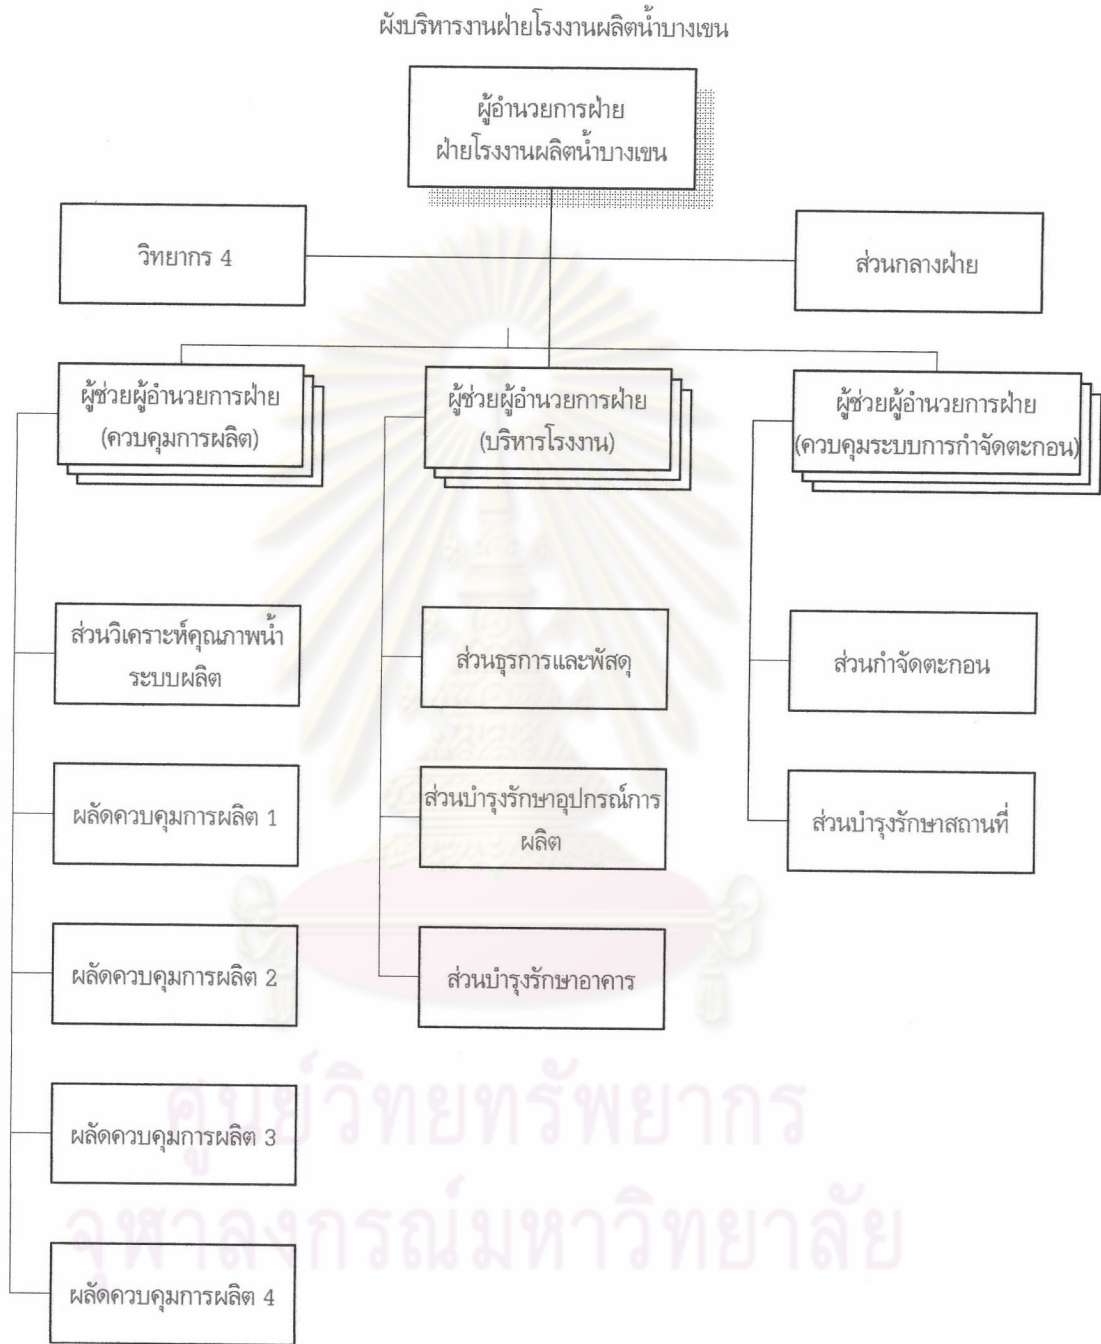 ผังบริหารงานฝ่ายโรงงานผลิตน้ำบางเขน
ผู้อำนวยการฝ่าย
ฝ่ายโรงงานผลิตน้ำบางเขน
วิทยากร 4
ส่วนกลางฝ่าย
ผู้ช่วยผู้อำนวยการฝ่าย
(ควบคุมการผลิต)
ผู้ช่วยผู้อำนวยการฝ่าย
(บริหารโรงงาน)
ผู้ช่วยผู้อำนวยการฝ่าย
(ควบคุมระบบการกำจัดตะกอน)
ส่วนวิเคราะห์คุณภาพน้ำ
ระบบผลิต
ส่วนธุรการและพัสดุ
ส่วนกำจัดตะกอน
ผลัดควบคุมการผลิต 1
ส่วนบำรุงรักษาอุปกรณ์การ
ผลิต
ส่วนบำรุงรักษาสถานที่
ผลัดควบคุมการผลิต 2
ส่วนบำรุงรักษาอาคาร
ผลัดควบคุมการผลิต 3
ผลัดควบคุมการผลิต 4
ศูนย์วิทยทรัพยากร
จุฬาลงกรณ์มหาวิทยาลัย